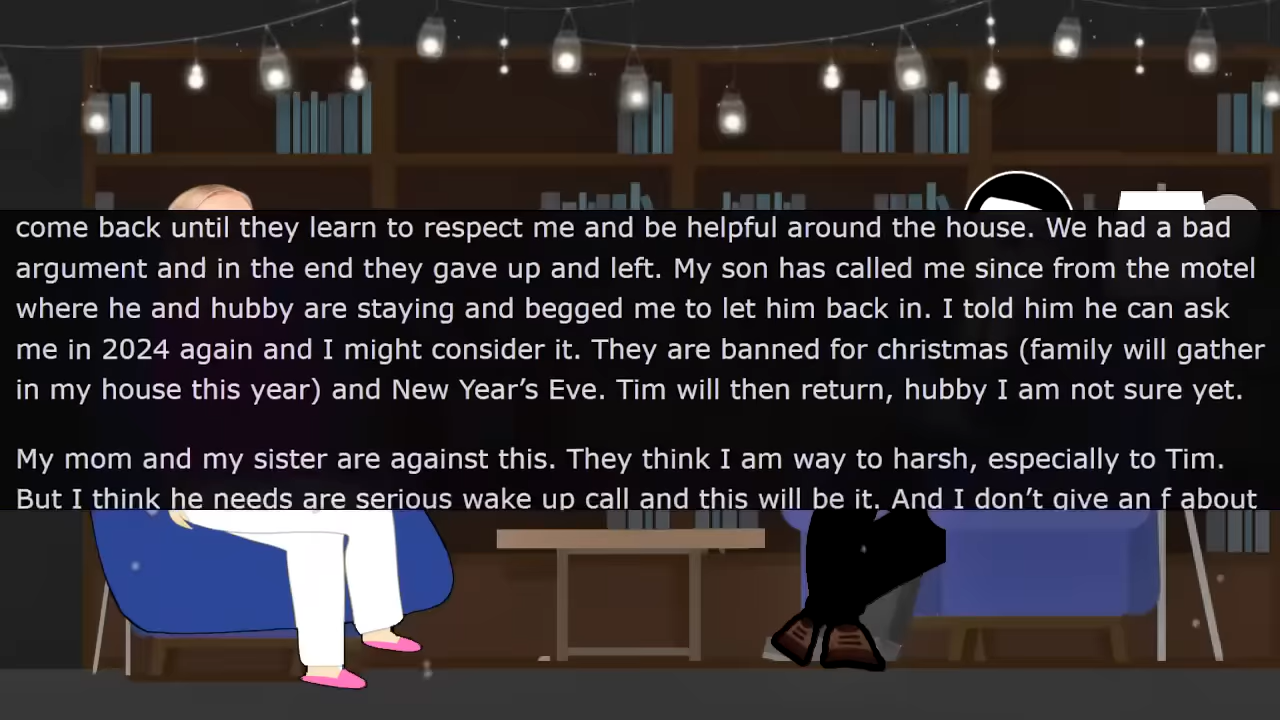 come back until they learn to respect me and be helpful around the house. We had a bad
argument and in the end they gave up and left. My son has called me since from the motel
where he and hubby are staying and begged me to let him back in. I told him he can ask
me in 2024 again and I might consider it. They are banned for christmas (family will gather
in my house this year) and New Year’s Eve. Tim will then return, hubby I am not sure yet.
My mom and my sister are against this. They think I am way to harsh, especially to Tim.
But I think he needs are serious wake up call and this will be it. And I don’t give an f about